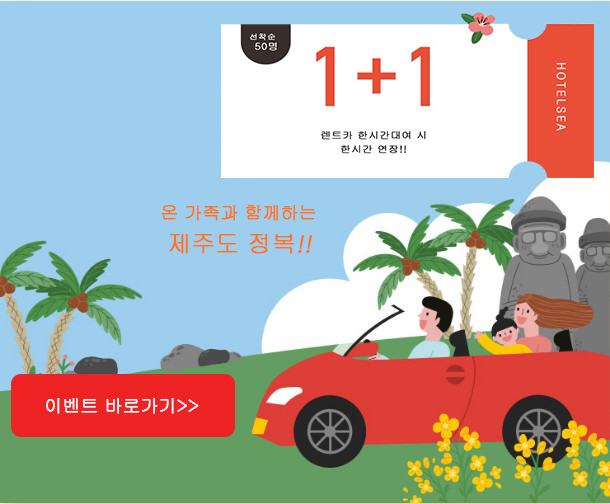 선착순
50명
1+1
HOTELSEA
렌트카 한시간대여 시
한시간 연장!!
온 가족과 함께하는
제주도 정복!!
이벤트 바로가기>>